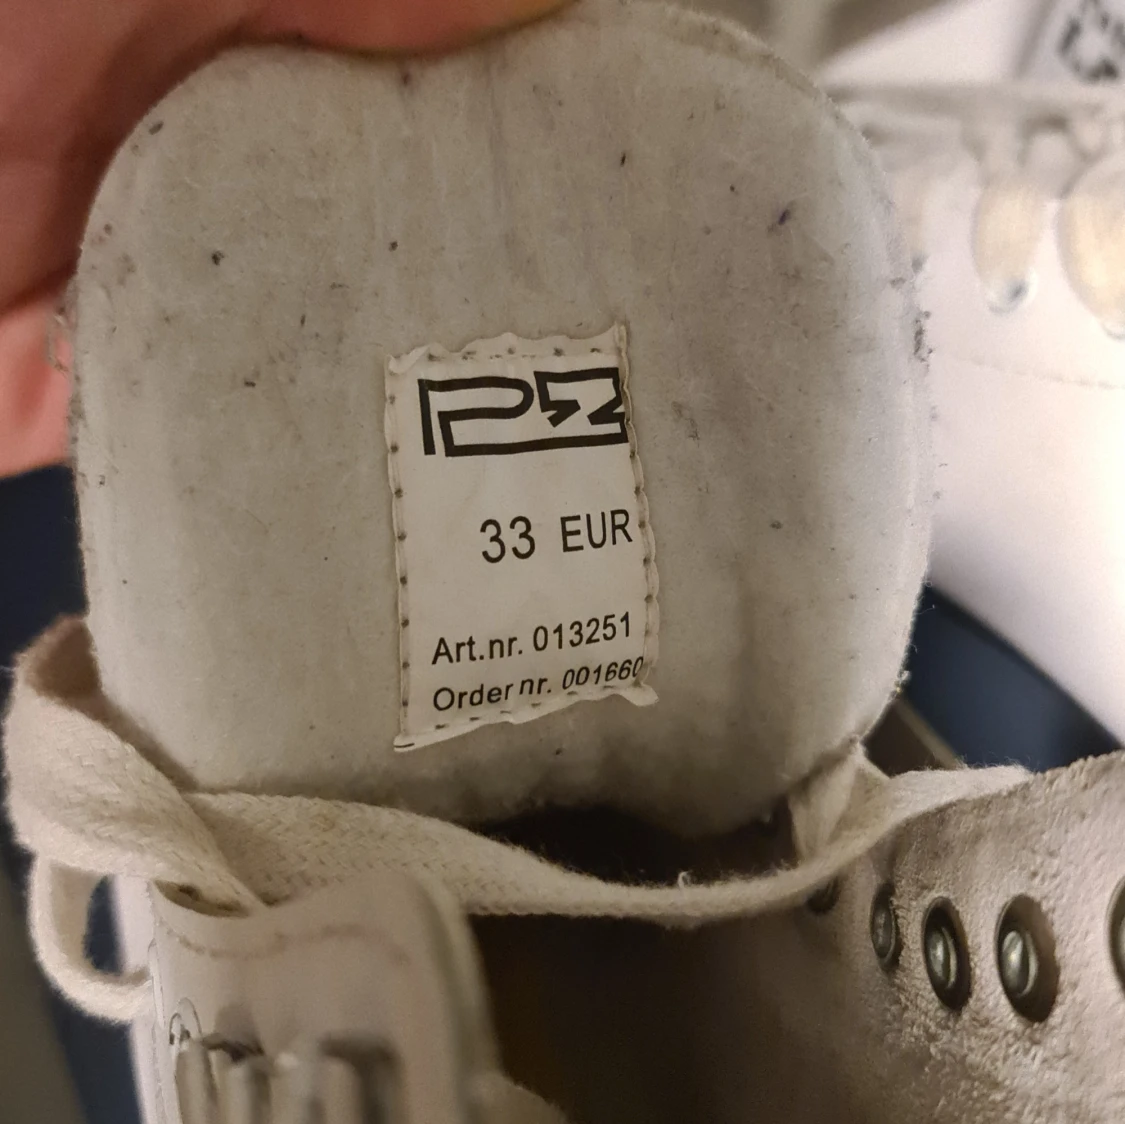 33 EUR
Art.nr. 013251
Order nr. 001660